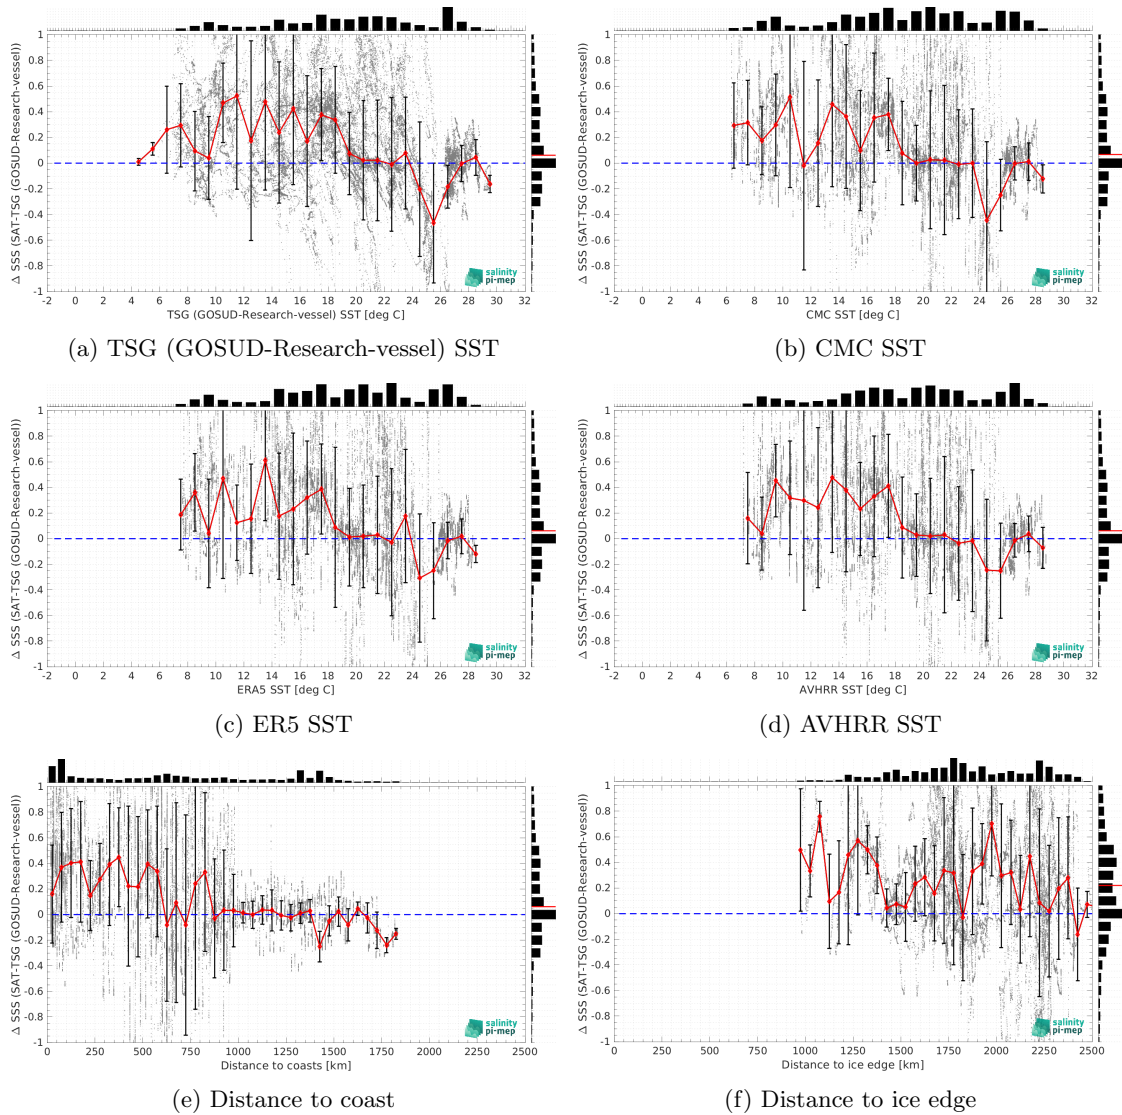 1
0.8
0.6
0.4
0.2
0
-0.2
-0.4
-0.6
-0.8
-1
Δ SSS (SAT-TSG (GOSUD-Research-vessel))
salinity
pi-mep
-2 0 2 4 6 8 10 12 14 16 18 20 22 24 26 28 30 32
TSG (GOSUD-Research-vessel) SST [deg C]
(a) TSG (GOSUD-Research-vessel) SST
1
0.8
0.6
0.4
0.2
0
-0.2
-0.4
-0.6
-0.8
-1
Δ SSS (SAT-TSG (GOSUD-Research-vessel))
salinity
pi-mep
-2 0 2 4 6 8 10 12 14 16 18 20 22 24 26 28 30 32
CMC SST [deg C]
(b) CMC SST
1
0.8
0.6
0.4
0.2
0
-0.2
-0.4
-0.6
-0.8
-1
Δ SSS (SAT-TSG (GOSUD-Research-vessel))
salinity
pi-mep
-2 0 2 4 6 8 10 12 14 16 18 20 22 24 26 28 30 32
ERA5 SST [deg C]
(c) ER5 SST
1
0.8
0.6
0.4
0.2
0
-0.2
-0.4
-0.6
-0.8
-1
Δ SSS (SAT-TSG (GOSUD-Research-vessel))
salinity
pi-mep
-2 0 2 4 6 8 10 12 14 16 18 20 22 24 26 28 30 32
AVHRR SST [deg C]
(d) AVHRR SST
1
0.8
0.6
0.4
0.2
0
-0.2
-0.4
-0.6
-0.8
-1
Δ SSS (SAT-TSG (GOSUD-Research-vessel))
salinity
pi-mep
0 250 500 750 1000 1250 1500 1750 2000 2250 2500
Distance to coasts [km]
(e) Distance to coast
1
0.8
0.6
0.4
0.2
0
-0.2
-0.4
-0.6
-0.8
-1
Δ SSS (SAT-TSG (GOSUD-Research-vessel))
salinity
pi-mep
0 250 500 750 1000 1250 1500 1750 2000 2250 2500
Distance to ice edge [km]
(f) Distance to ice edge